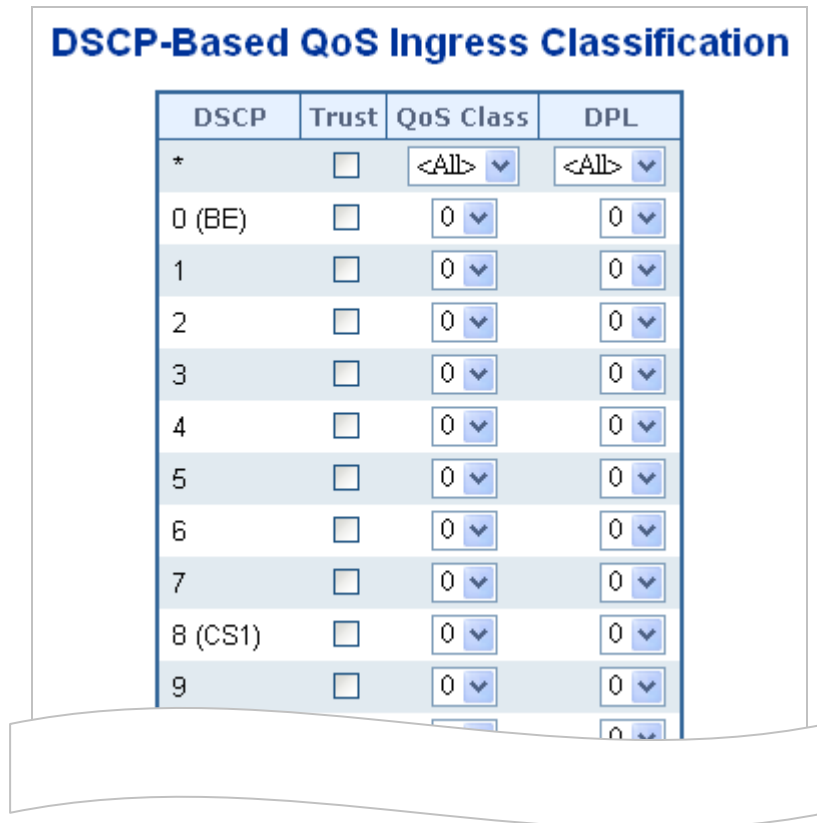 DSCP-Based QoS Ingress Classification
DSCP Trust QoS Class DPL
* <All> <All>
0 (BE) 0 0
1 0 0
2 0 0
3 0 0
4 0 0
5 0 0
6 0 0
7 0 0
8 (CS1) 0 0
9 0 0